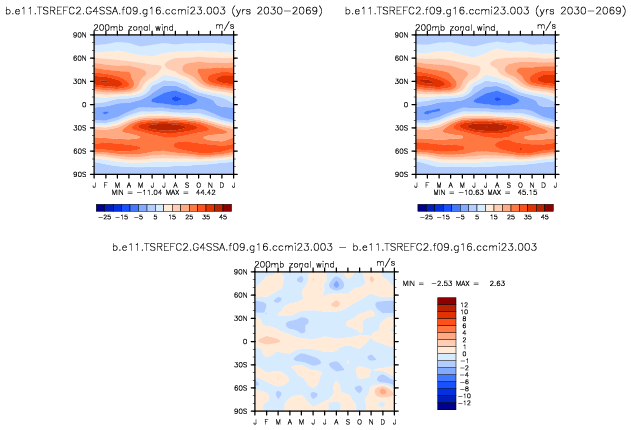 b.e11.TSREFC2.G4SSA.f09.g16.ccmi23.003 (yrs 2030-2069)
200mb zonal wind m/s
90N
60N
30N
0
30S
60S
90S
J F M A M J J A S O N D J
MIN = -11.04 MAX = 44.42
-25 -15 -5 5 15 25 35 45
b.e11.TSREFC2.f09.g16.ccmi23.003 (yrs 2030-2069)
200mb zonal wind m/s
90N
60N
30N
0
30S
60S
90S
J F M A M J J A S O N D J
MIN = -10.63 MAX = 45.15
-25 -15 -5 5 15 25 35 45
b.e11.TSREFC2.G4SSA.f09.g16.ccmi23.003 - b.e11.TSREFC2.f09.g16.ccmi23.003
200mb zonal wind m/s
90N
60N
30N
0
30S
60S
90S
J F M A M J J A S O N D J
MIN = -2.53 MAX = 2.63
12
10
8
6
4
2
1
0
-1
-2
-4
-6
-8
-10
-12